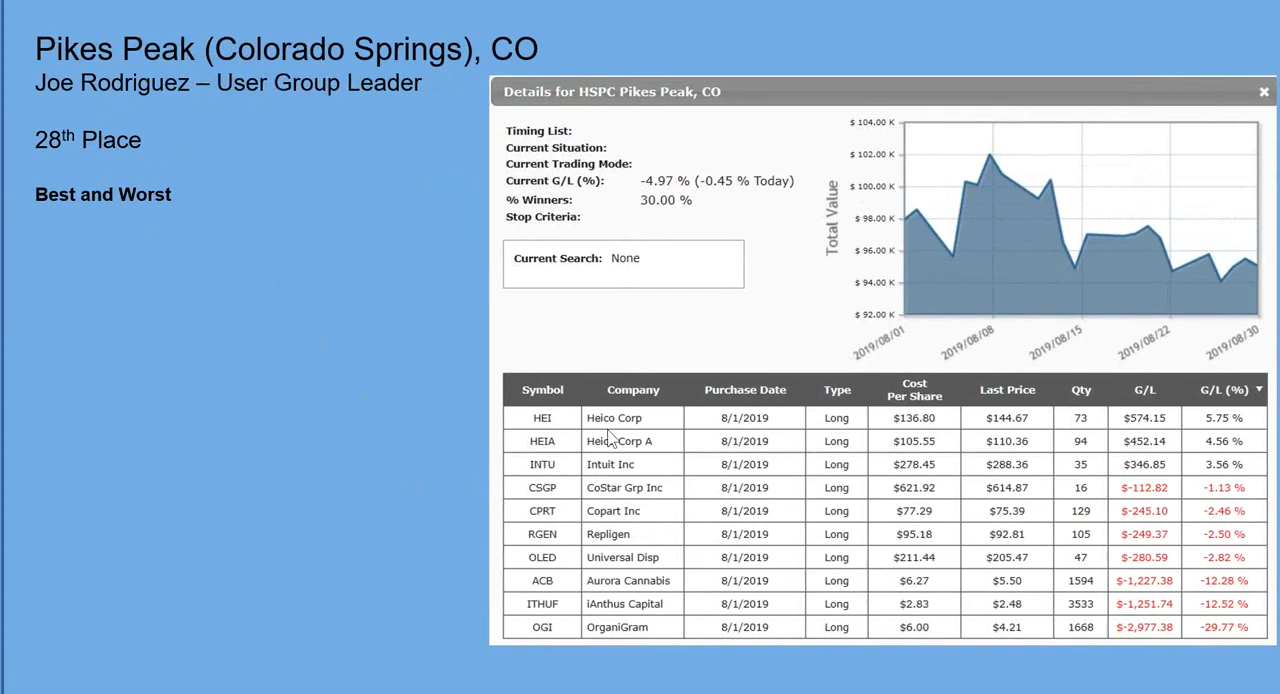 Pikes Peak (Colorado Springs), CO
Joe Rodriguez – User Group Leader
28th Place
Best and Worst
Details for HSPC Pikes Peak, CO
Timing List:
Current Situation:
Current Trading Mode:
Current G/L (%): -4.97 % (-0.45 % Today)
% Winners: 30.00 %
Stop Criteria:
Current Search: None
Total Value
$ 104.00 K
$ 102.00 K
$ 100.00 K
$ 98.00 K
$ 96.00 K
$ 94.00 K
$ 92.00 K
2019/08/01 2019/08/08 2019/08/15 2019/08/22 2019/08/30
Symbol Company Purchase Date Type Cost Per Share Last Price Qty G/L G/L (%)
HEI Heico Corp 8/1/2019 Long $136.80 $144.67 73 $574.15 5.75 %
HEIA Heico Corp A 8/1/2019 Long $105.55 $110.36 94 $452.14 4.56 %
INTU Intuit Inc 8/1/2019 Long $278.45 $288.36 35 $346.85 3.56 %
CSGP CoStar Grp Inc 8/1/2019 Long $621.92 $614.87 16 $-112.82 -1.13 %
CPRT Copart Inc 8/1/2019 Long $77.29 $75.39 129 $-245.10 -2.46 %
RGEN Repligen 8/1/2019 Long $95.18 $92.81 105 $-249.37 -2.50 %
OLED Universal Disp 8/1/2019 Long $211.44 $205.47 47 $-280.59 -2.82 %
ACB Aurora Cannabis 8/1/2019 Long $6.27 $5.50 1594 $-1,227.38 -12.28 %
ITHUF iAnthus Capital 8/1/2019 Long $2.83 $2.48 3533 $-1,251.74 -12.52 %
OGI OrganiGram 8/1/2019 Long $6.00 $4.21 1668 $-2,977.38 -29.77 %